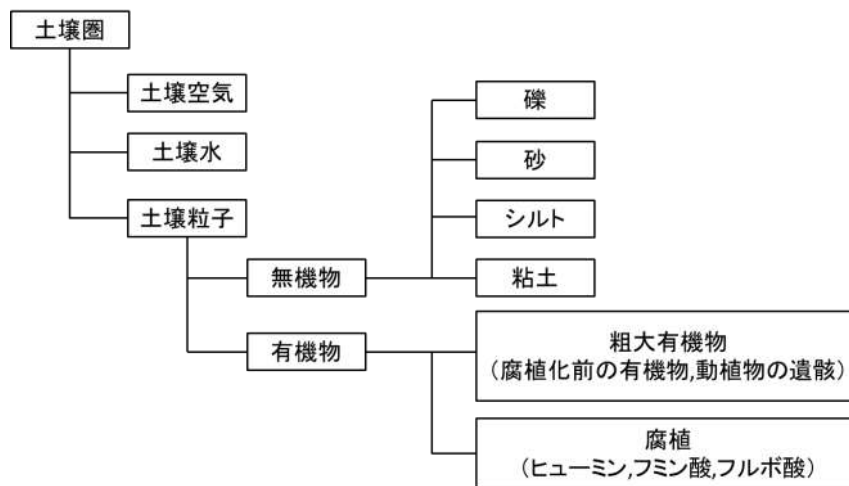 土壌圏
土壌空気
土壌水
土壌粒子
無機物
礫
砂
シルト
粘土
有機物
粗大有機物
（腐植化前の有機物,動植物の遺骸）
腐植
（ヒューミン,フミン酸,フルボ酸）